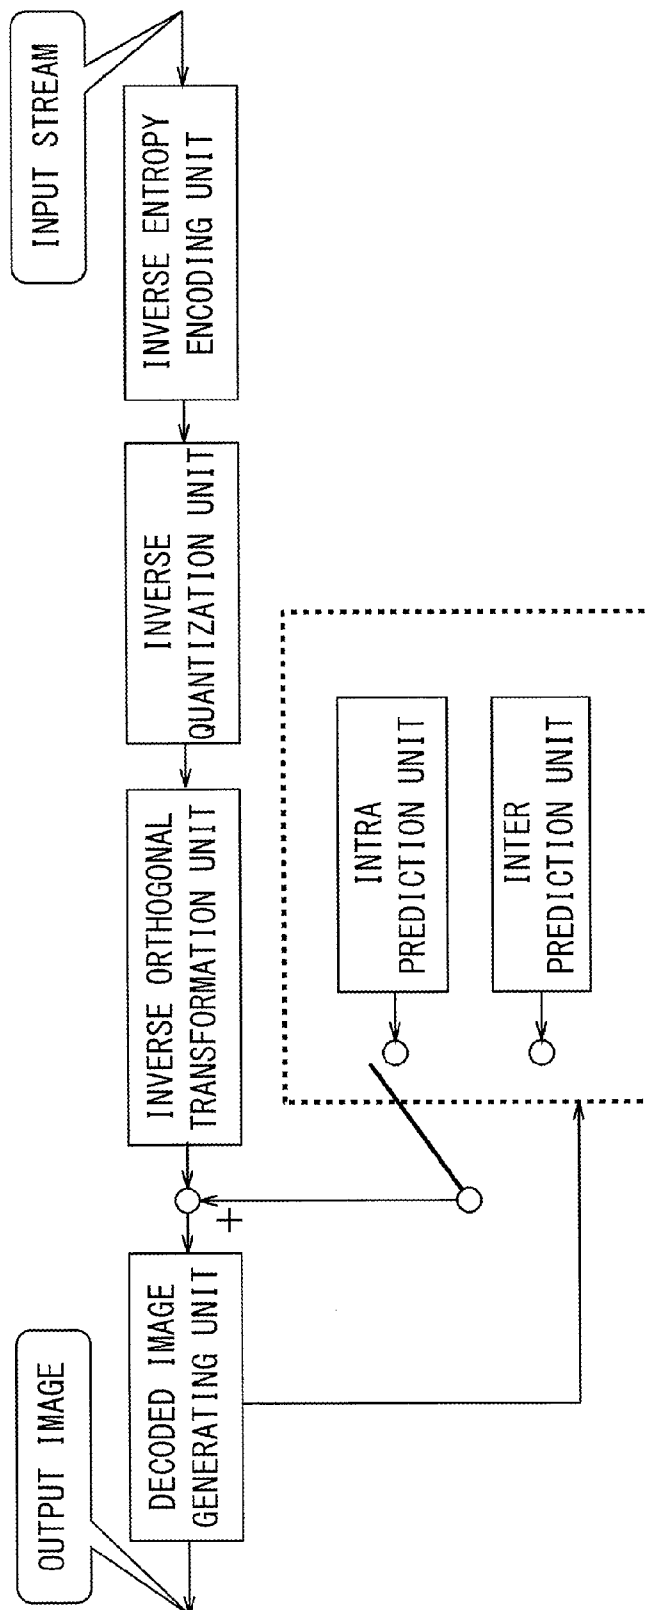 INPUT STREAM
INVERSE ENTROPY
ENCODING UNIT
INVERSE
QUANTIZATION UNIT
INVERSE ORTHOGONAL
TRANSFORMATION UNIT
INTRA
PREDICTION UNIT
INTER
PREDICTION UNIT
+
DECODED IMAGE
GENERATING UNIT
OUTPUT IMAGE